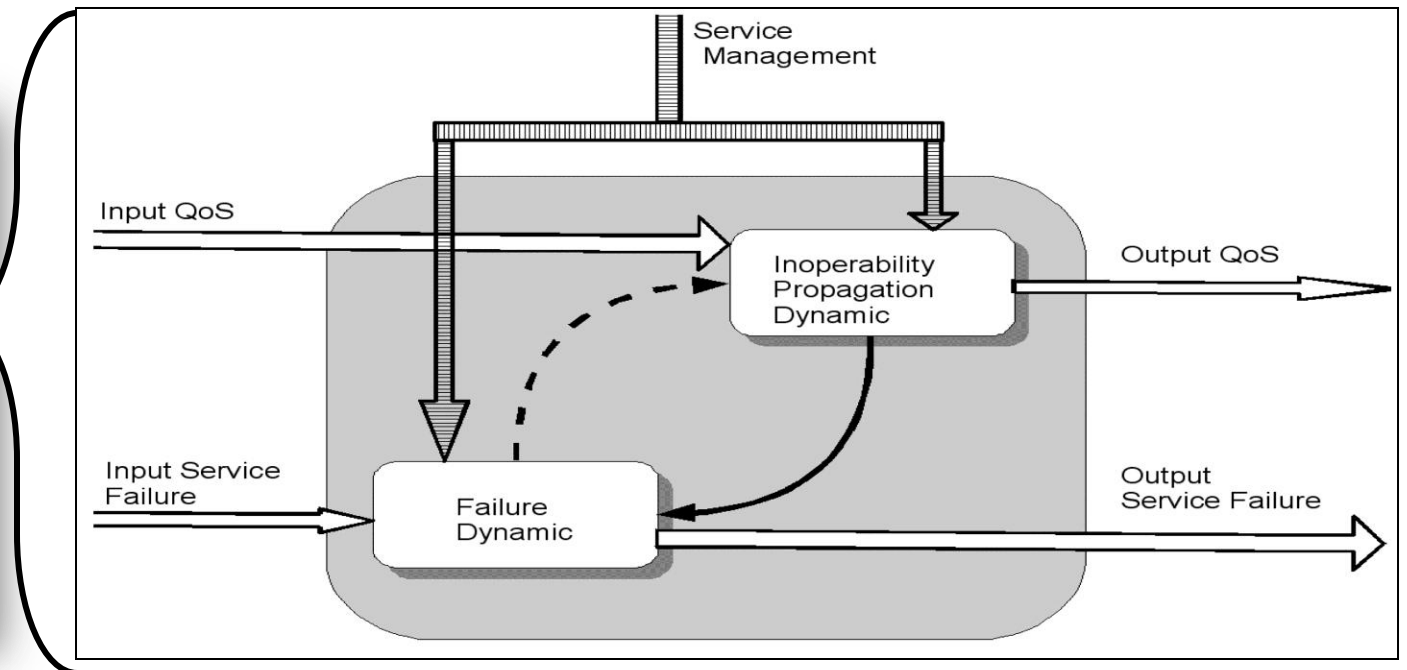 Service
Management
Input QoS
Inoperability
Propagation
Dynamic
Output QoS
Input Service
Failure
Failure
Dynamic
Output
Service Failure